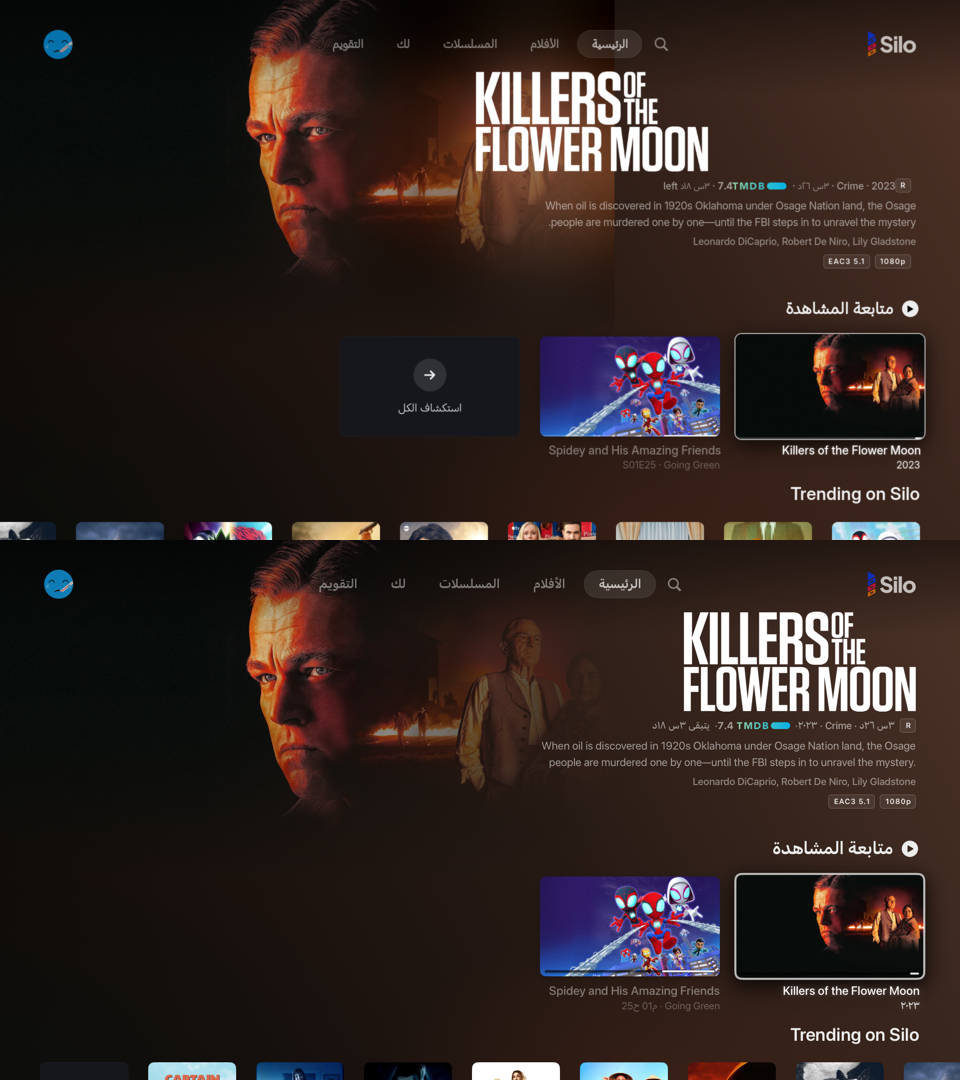 Silo
الرئيسية
الأفلام
المسلسلات
لك
التقويم
KILLERS OF THE
FLOWER MOON
R 2023 · Crime · ٣س ٢٦د · TMDB 7.4 · ٣س ١٨د left
When oil is discovered in 1920s Oklahoma under Osage Nation land, the Osage
people are murdered one by one—until the FBI steps in to unravel the mystery.
Leonardo DiCaprio, Robert De Niro, Lily Gladstone
1080p EAC3 5.1
متابعة المشاهدة
استكشاف الكل
Killers of the Flower Moon
2023
Spidey and His Amazing Friends
S01E25 · Going Green
Trending on Silo
Silo
الرئيسية
الأفلام
المسلسلات
لك
التقويم
KILLERS OF THE
FLOWER MOON
R ٣س ٢٦د · Crime · ٢٠٢٣ · TMDB 7.4 · يتبقى ٣س ١٨د
When oil is discovered in 1920s Oklahoma under Osage Nation land, the Osage
people are murdered one by one—until the FBI steps in to unravel the mystery.
Leonardo DiCaprio, Robert De Niro, Lily Gladstone
1080p EAC3 5.1
متابعة المشاهدة
Killers of the Flower Moon
٢٠٢٣
Spidey and His Amazing Friends
م01 ح25 · Going Green
Trending on Silo
CAPTAIN